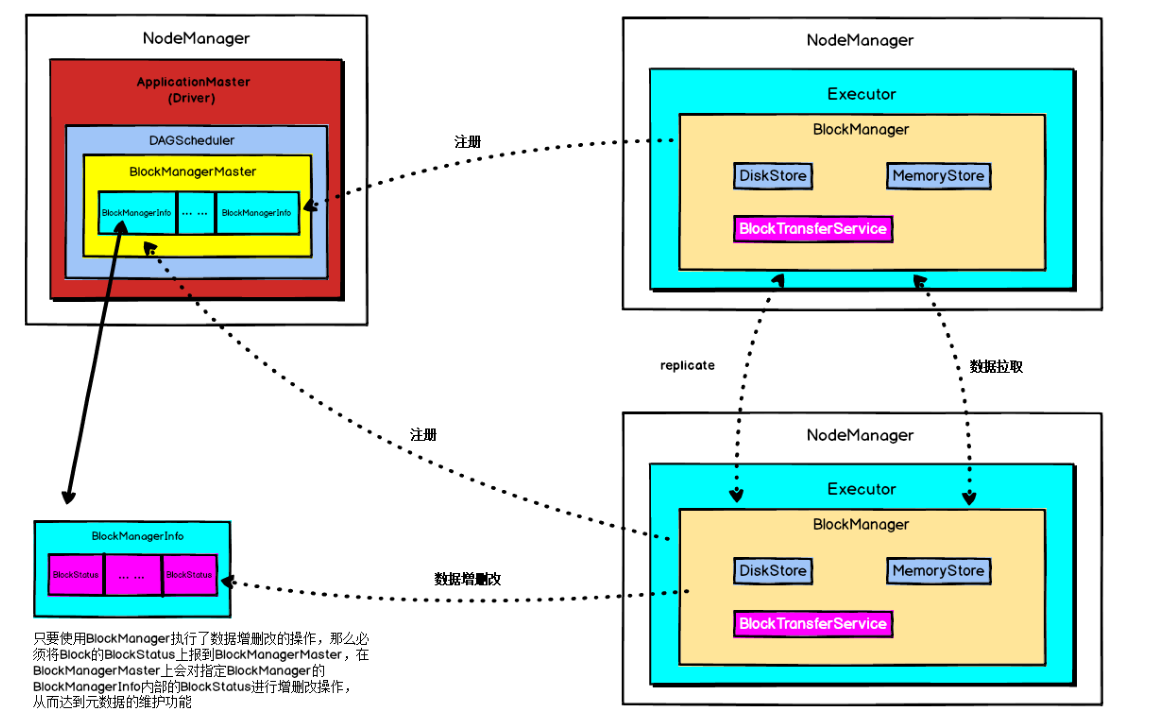 NodeManager
ApplicationMaster
(Driver)
DAGScheduler
BlockManagerMaster
BlockManagerInfo
... ...
BlockManagerInfo
注册
NodeManager
Executor
BlockManager
DiskStore
MemoryStore
BlockTransferService
replicate
数据拉取
注册
NodeManager
Executor
BlockManager
DiskStore
MemoryStore
BlockTransferService
BlockManagerInfo
BlockStatus
... ...
BlockStatus
数据增删改
只要使用BlockManager执行了数据增删改的操作，那么必
须将Block的BlockStatus上报到BlockManagerMaster，在
BlockManagerMaster上会对指定BlockManager的
BlockManagerInfo内部的BlockStatus进行增删改操作，
从而达到元数据的维护功能